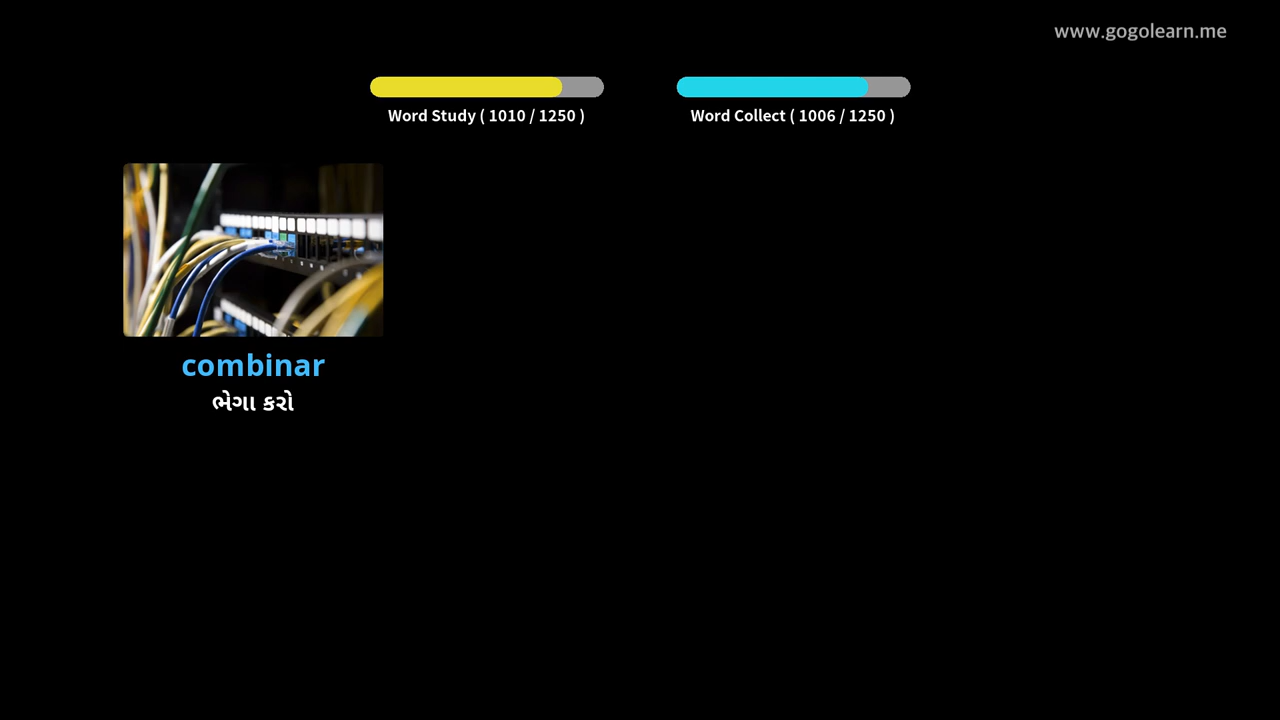 www.gogolearn.me
Word Study ( 1010 / 1250 )
Word Collect ( 1006 / 1250 )
combinar
ભેગા કરો